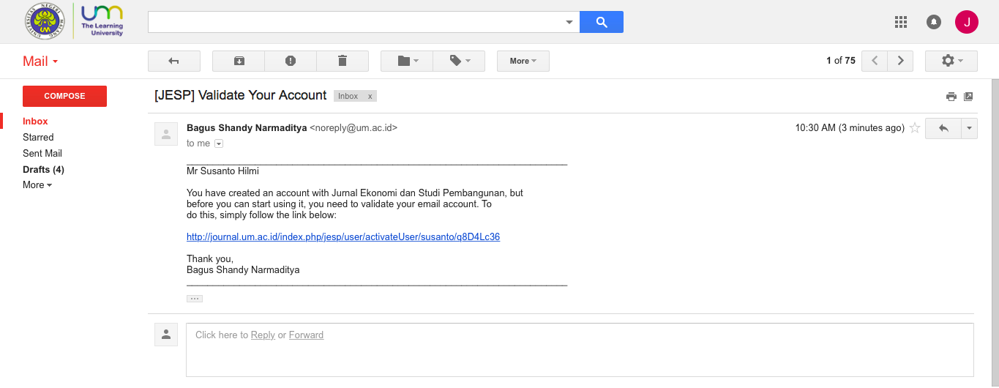 UNIVERSITAS NEGERI MALANG
UM
um
The Learning
University
J
Mail
More
1 of 75
COMPOSE
[JESP] Validate Your Account
Inbox x
Inbox
Starred
Sent Mail
Drafts (4)
More
Bagus Shandy Narmaditya <noreply@um.ac.id>
10:30 AM (3 minutes ago)
to me
Mr Susanto Hilmi
You have created an account with Jurnal Ekonomi dan Studi Pembangunan, but
before you can start using it, you need to validate your email account. To
do this, simply follow the link below:
http://journal.um.ac.id/index.php/jesp/user/activateUser/susanto/q8D4Lc36
Thank you,
Bagus Shandy Narmaditya
Click here to Reply or Forward